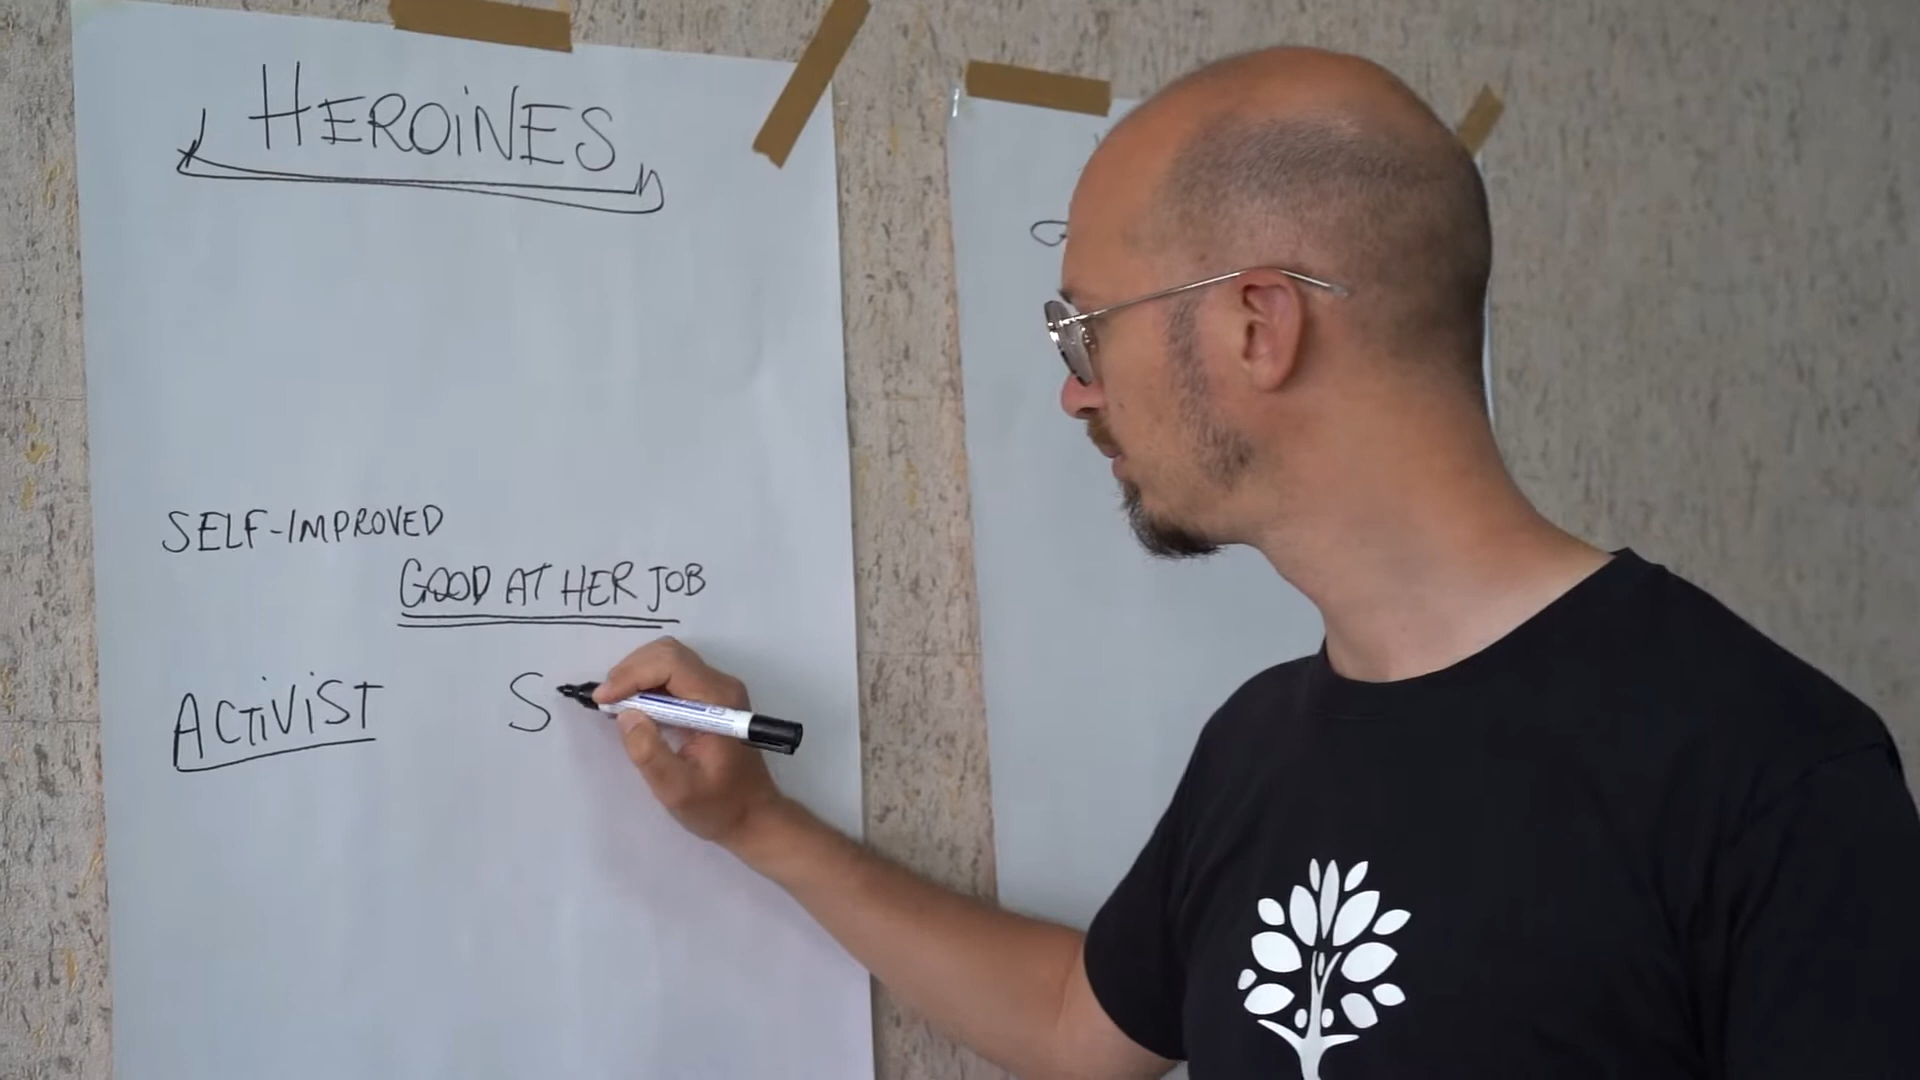 HEROiNES
SELF-IMPROVED
GOOD AT HER JOB
ACTiViST S